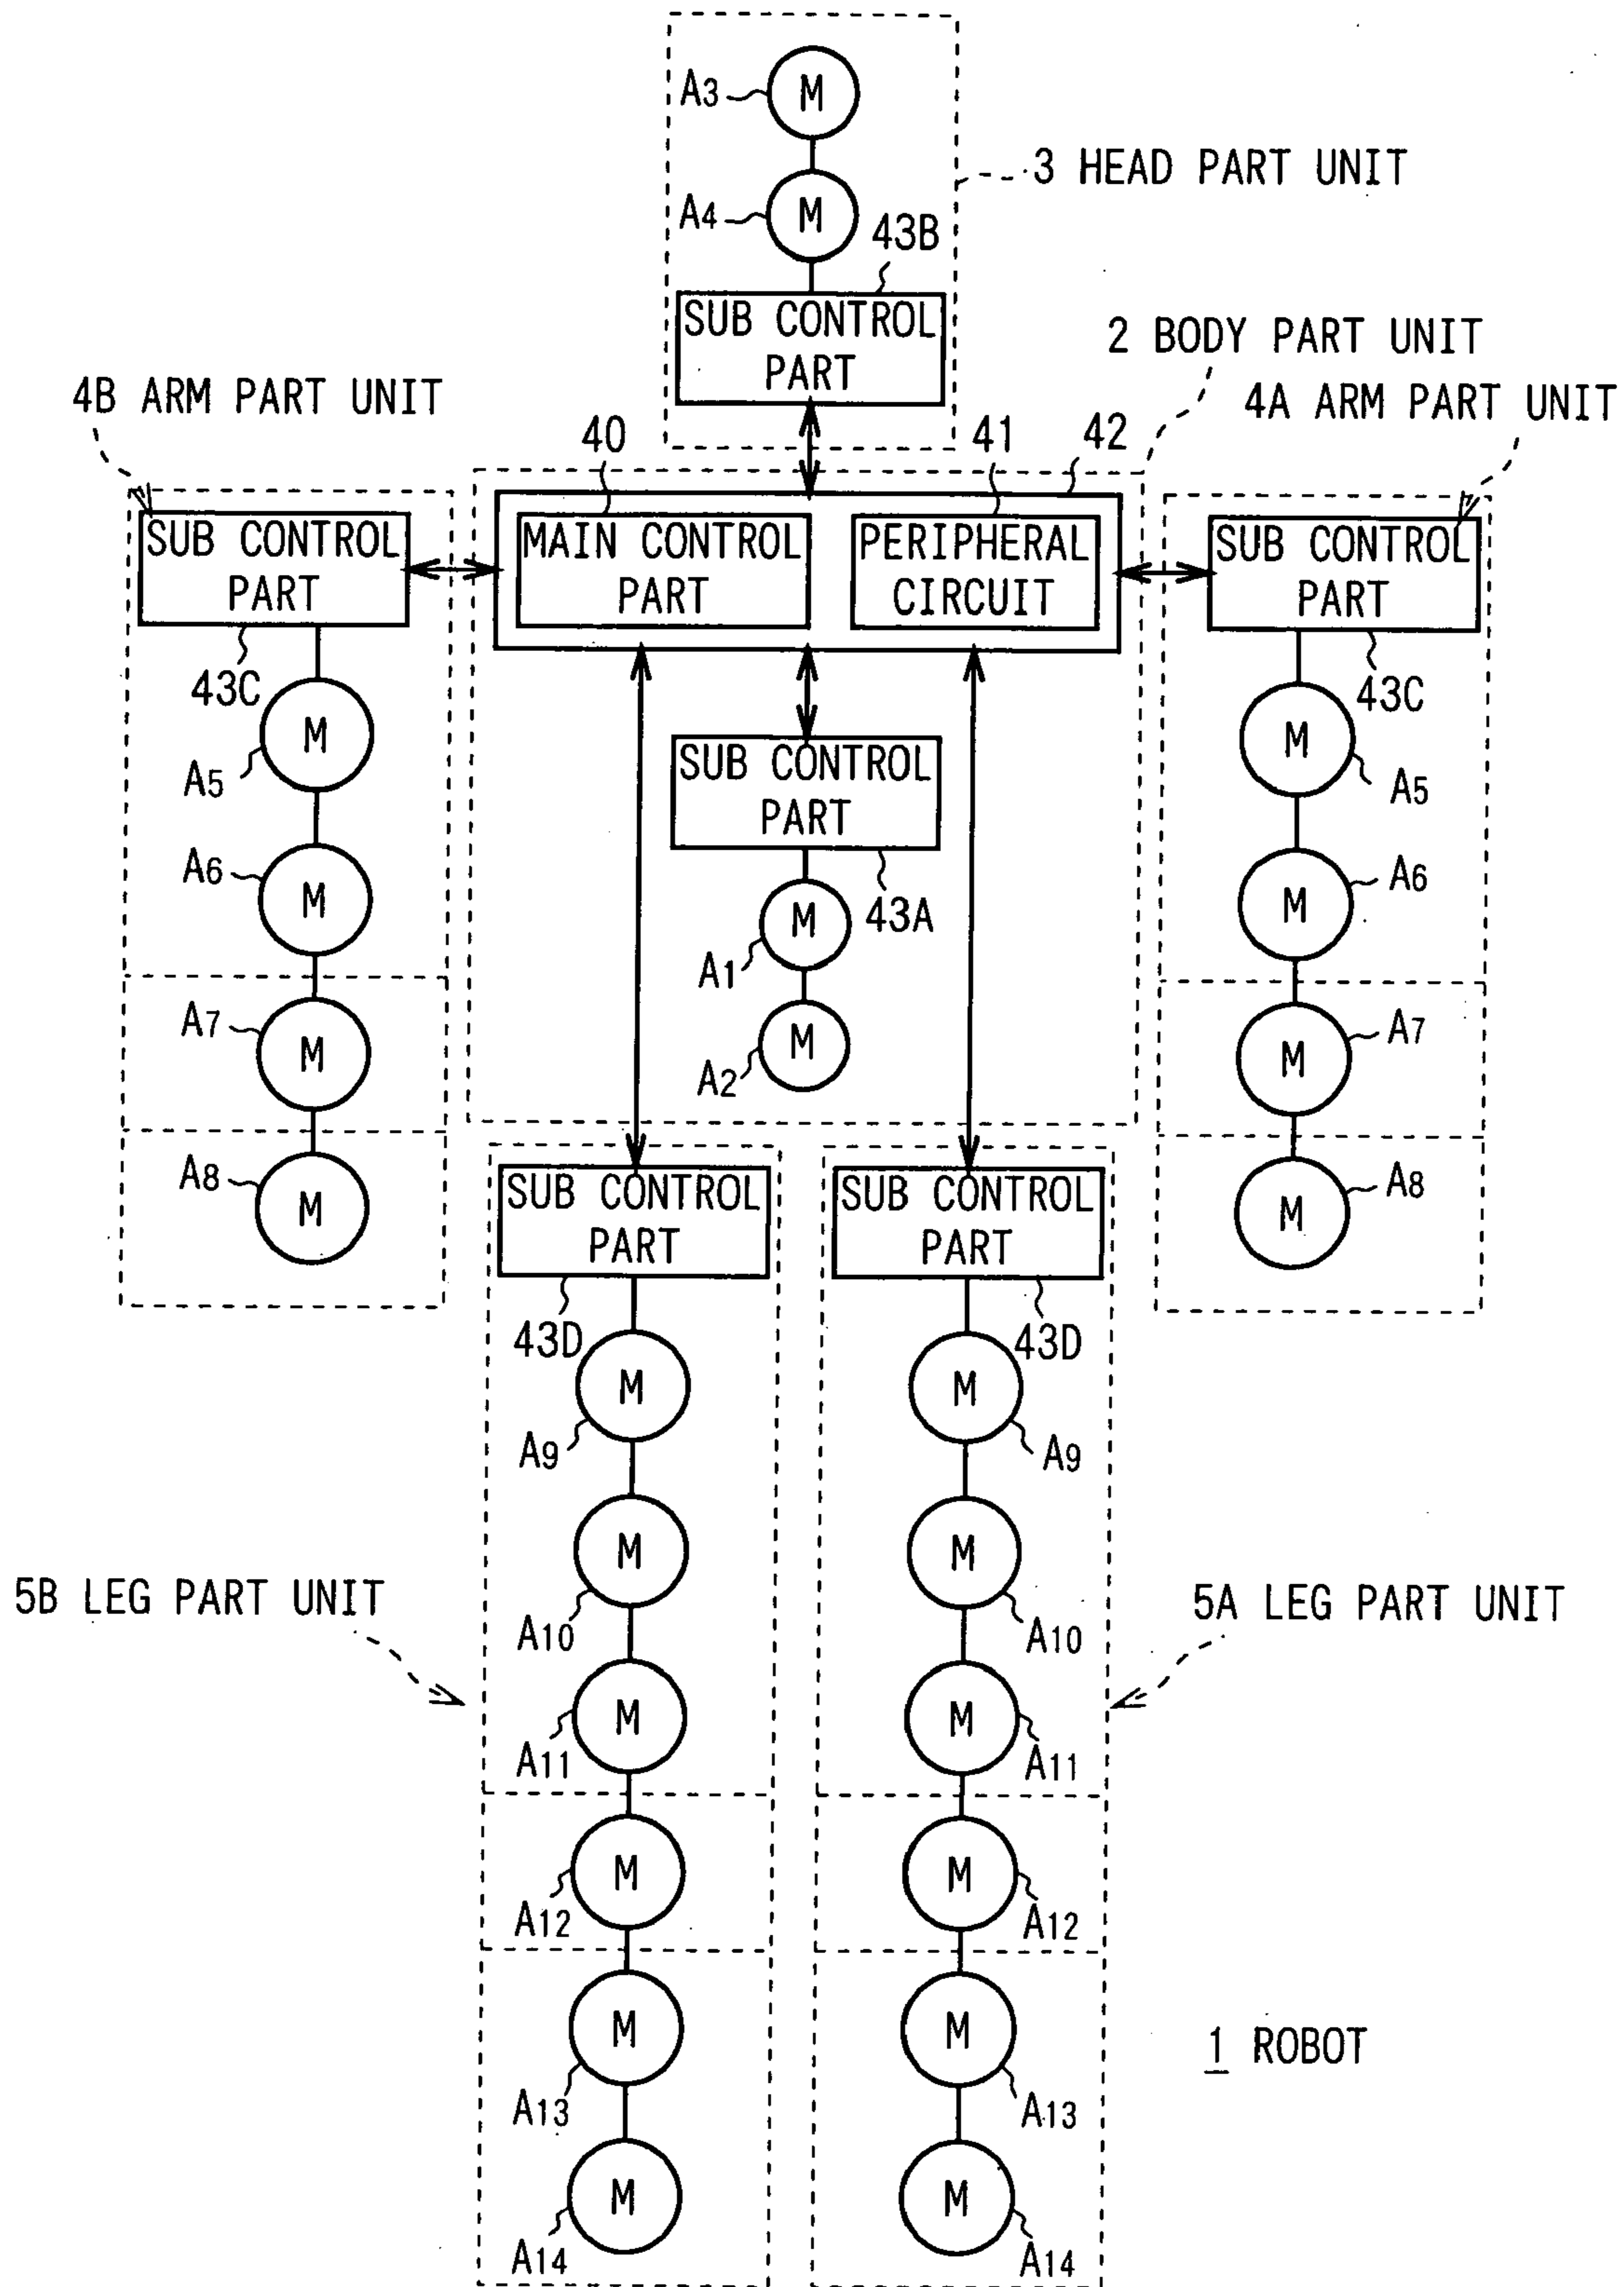 A3
M
3 HEAD PART UNIT
A4
M
43B
SUB CONTROL
PART
2 BODY PART UNIT
4B ARM PART UNIT
4A ARM PART UNIT
40
41
42
SUB CONTROL
PART
MAIN CONTROL
PART
PERIPHERAL
CIRCUIT
SUB CONTROL
PART
43C
43C
M
A5
M
A5
SUB CONTROL
PART
43A
A6
M
M
A6
M
A1
A7
M
M
A7
M
A2
A8
M
M
A8
SUB CONTROL
PART
SUB CONTROL
PART
43D
43D
M
A9
M
A9
M
A10
M
A10
5B LEG PART UNIT
5A LEG PART UNIT
M
A11
M
A11
M
A12
M
A12
M
A13
M
A13
1 ROBOT
M
A14
M
A14